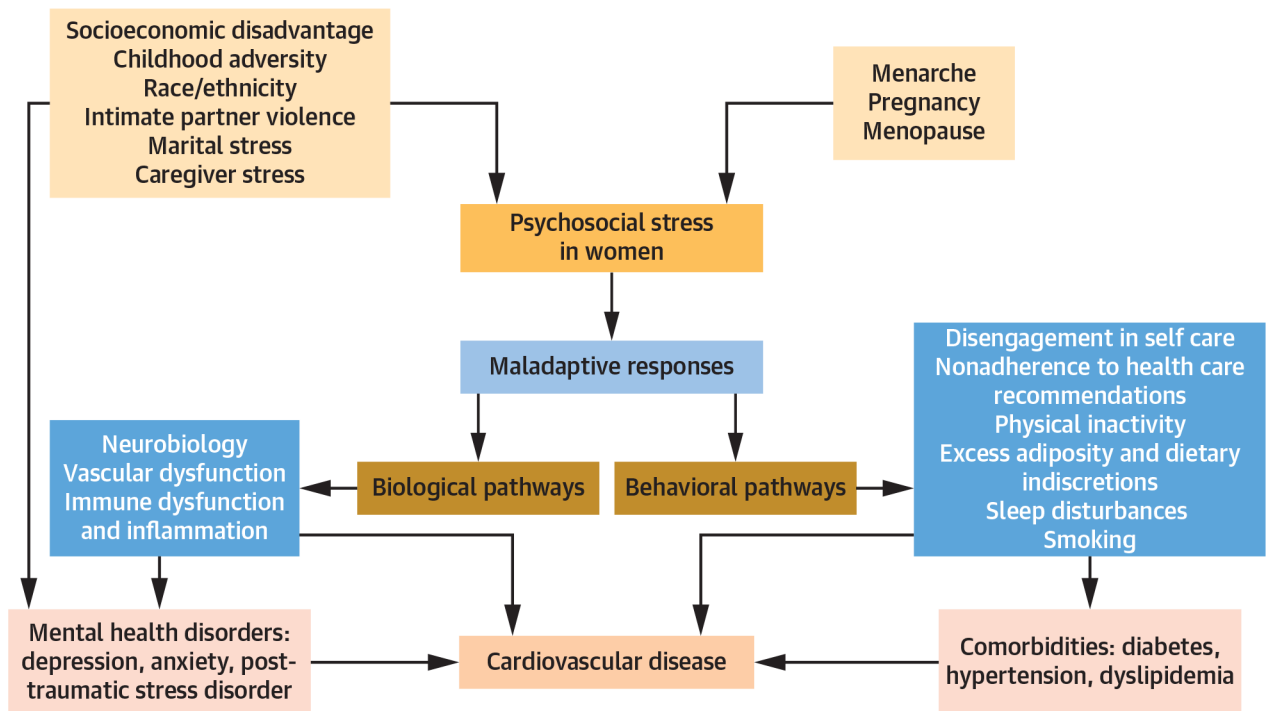 Socioeconomic disadvantage
Childhood adversity
Race/ethnicity
Intimate partner violence
Marital stress
Caregiver stress
Menarche
Pregnancy
Menopause
Psychosocial stress
in women
Maladaptive responses
Biological pathways
Behavioral pathways
Neurobiology
Vascular dysfunction
Immune dysfunction
and inflammation
Disengagement in self care
Nonadherence to health care
recommendations
Physical inactivity
Excess adiposity and dietary
indiscretions
Sleep disturbances
Smoking
Mental health disorders:
depression, anxiety, post-
traumatic stress disorder
Cardiovascular disease
Comorbidities: diabetes,
hypertension, dyslipidemia